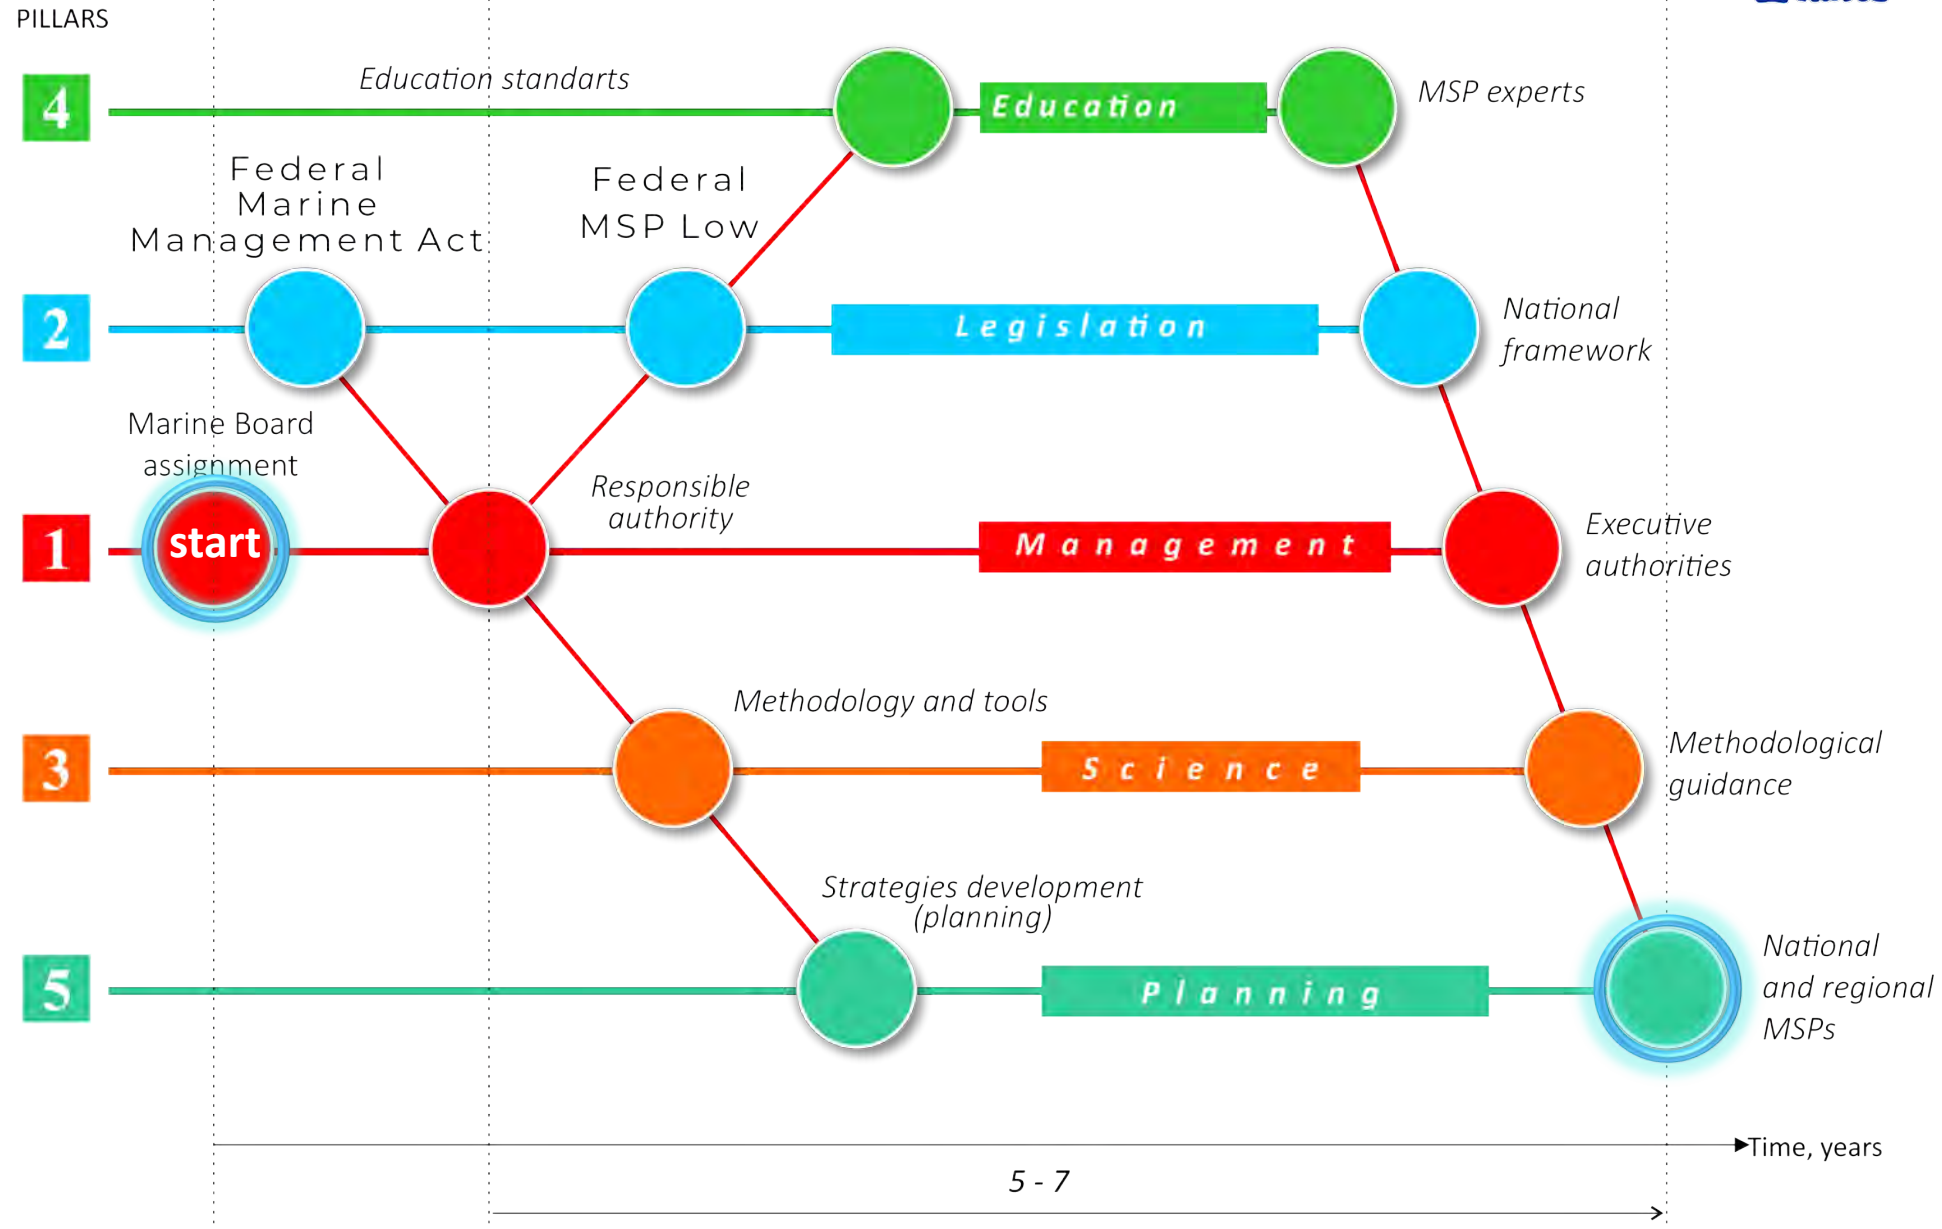 PILLARS
4
Education standarts
Education
MSP experts
Federal
Marine
Management Act
Federal
MSP Low
2
Legislation
National
framework
Marine Board
assignment
1
start
Responsible
authority
Management
Executive
authorities
3
Methodology and tools
Science
Methodological
guidance
Strategies development
(planning)
5
Planning
National
and regional
MSPs
Time, years
5 - 7